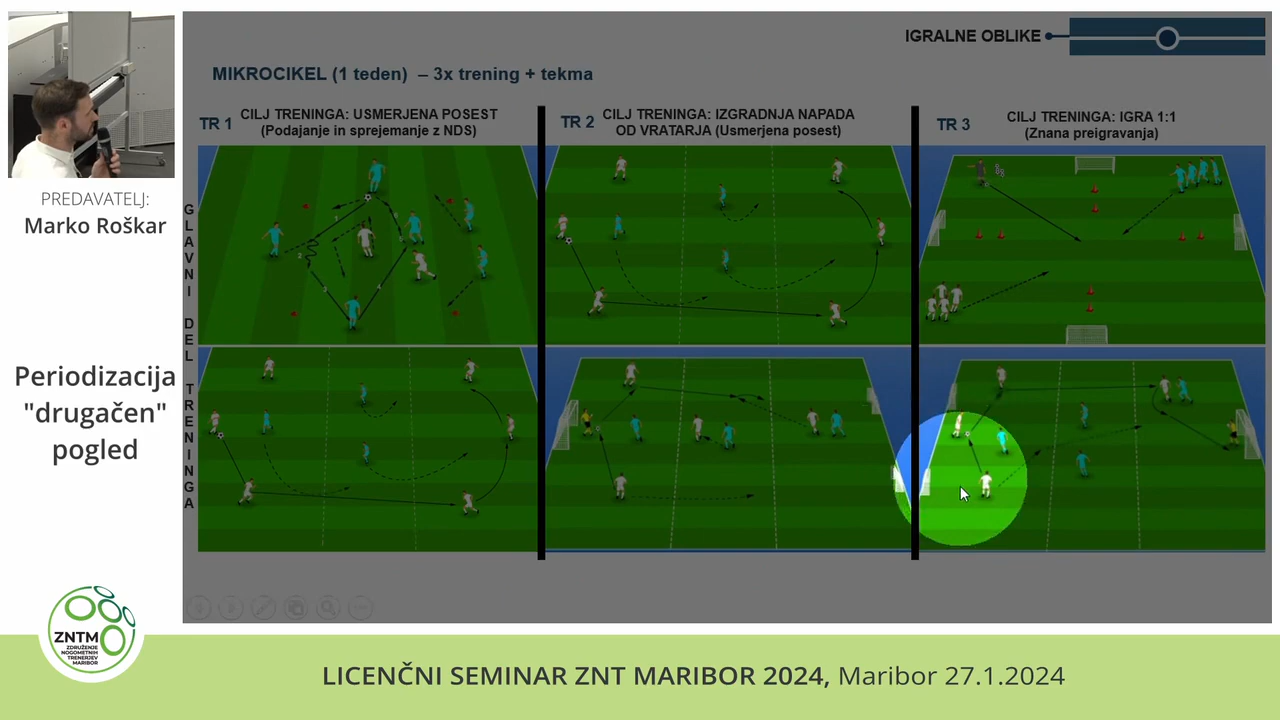 IGRALNE OBLIKE
MIKROCIKEL (1 teden) – 3x trening + tekma
TR 1
CILJ TRENINGA: USMERJENA POSEST
(Podajanje in sprejemanje z NDS)
TR 2
CILJ TRENINGA: IZGRADNJA NAPADA
OD VRATARJA (Usmerjena posest)
TR 3
CILJ TRENINGA: IGRA 1:1
(Znana preigravanja)
GLAVNI DEL TRENINGA
PREDAVATELJ:
Marko Roškar
Periodizacija
"drugačen"
pogled
ZNTM
ZDRUŽENJE
NOGOMETNIH
TRENERJEV
MARIBOR
LICENČNI SEMINAR ZNT MARIBOR 2024, Maribor 27.1.2024